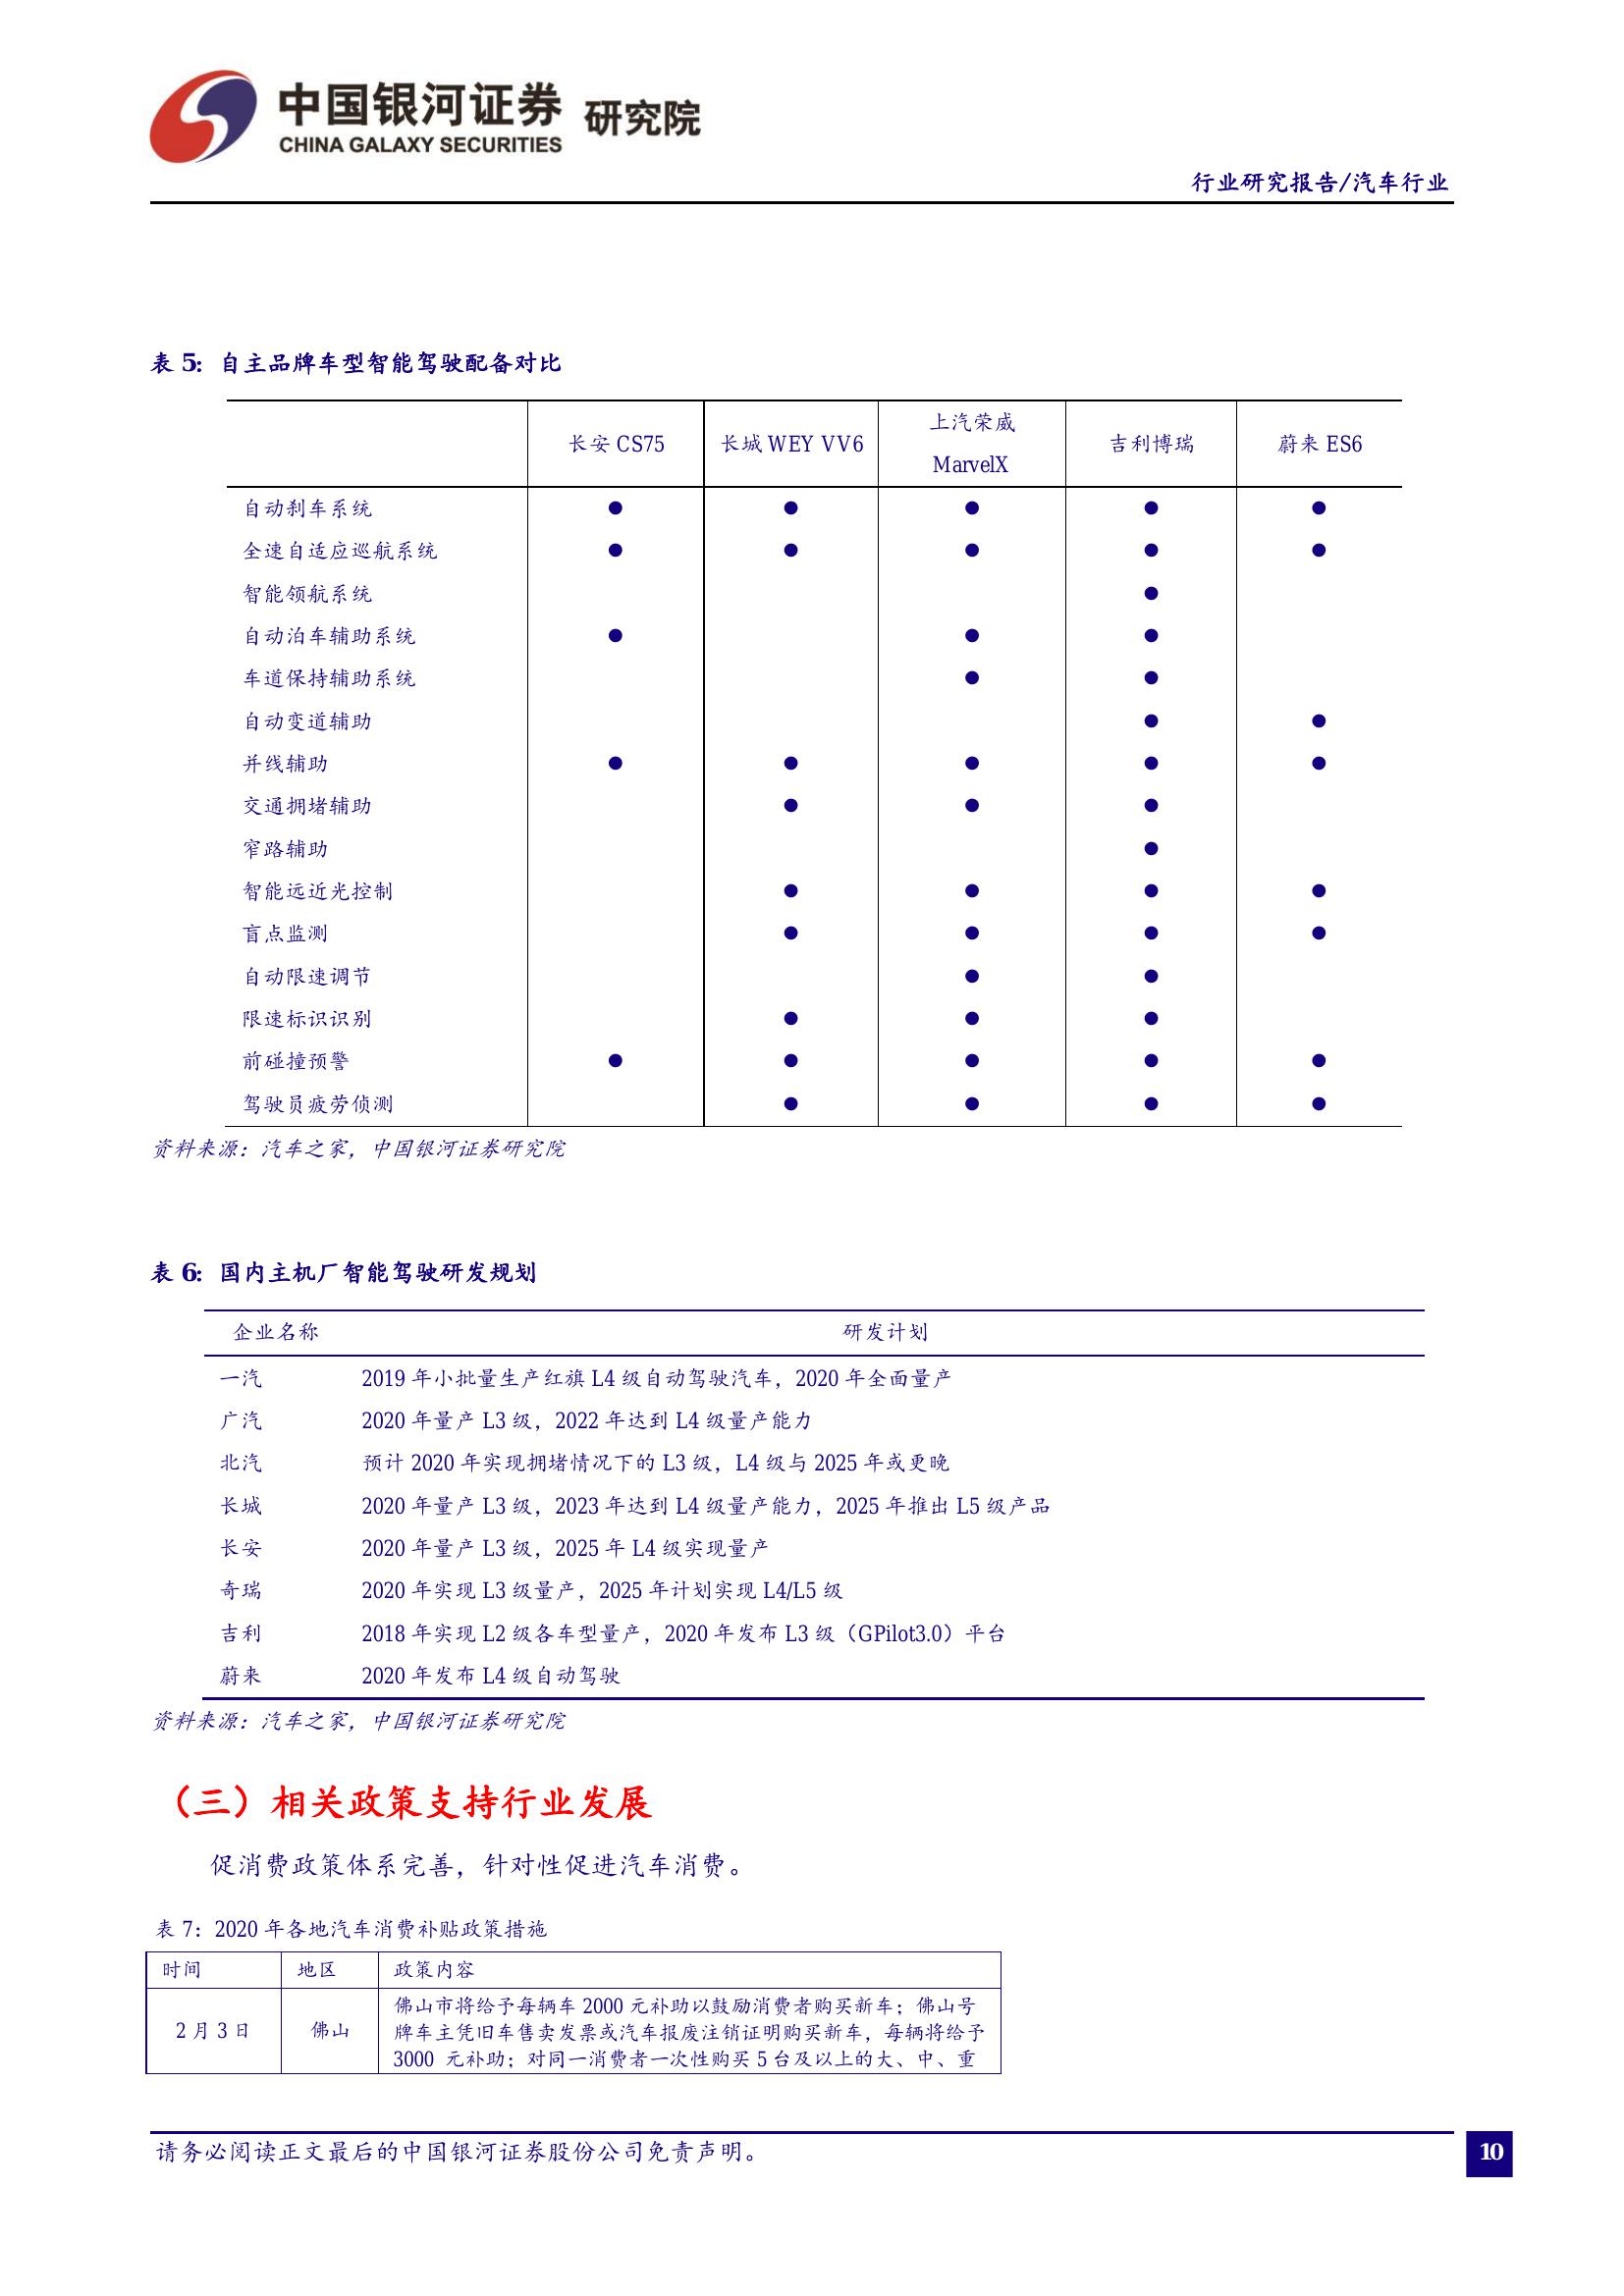 中国银河证券 研究院
CHINA GALAXY SECURITIES
行业研究报告/汽车行业
表 5: 自主品牌车型智能驾驶配备对比
长安 CS75 长城 WEY VV6 上汽荣威 MarvelX 吉利博瑞 蔚来 ES6
自动刹车系统 ● ● ● ● ●
全速自适应巡航系统 ● ● ● ● ●
智能领航系统 ●
自动泊车辅助系统 ● ● ●
车道保持辅助系统 ● ●
自动变道辅助 ● ●
并线辅助 ● ● ● ● ●
交通拥堵辅助 ● ● ●
窄路辅助 ●
智能远近光控制 ● ● ● ●
盲点监测 ● ● ● ●
自动限速调节 ● ●
限速标识识别 ● ● ●
前碰撞预警 ● ● ● ● ●
驾驶员疲劳侦测 ● ● ● ●
资料来源：汽车之家，中国银河证券研究院
表 6: 国内主机厂智能驾驶研发规划
企业名称 研发计划
一汽 2019 年小批量生产红旗 L4 级自动驾驶汽车，2020 年全面量产
广汽 2020 年量产 L3 级，2022 年达到 L4 级量产能力
北汽 预计 2020 年实现拥堵情况下的 L3 级，L4 级与 2025 年或更晚
长城 2020 年量产 L3 级，2023 年达到 L4 级量产能力，2025 年推出 L5 级产品
长安 2020 年量产 L3 级，2025 年 L4 级实现量产
奇瑞 2020 年实现 L3 级量产，2025 年计划实现 L4/L5 级
吉利 2018 年实现 L2 级各车型量产，2020 年发布 L3 级（GPilot3.0）平台
蔚来 2020 年发布 L4 级自动驾驶
资料来源：汽车之家，中国银河证券研究院
（三）相关政策支持行业发展
促消费政策体系完善，针对性促进汽车消费。
表 7：2020 年各地汽车消费补贴政策措施
时间 地区 政策内容
2 月 3 日 佛山 佛山市将给予每辆车 2000 元补助以鼓励消费者购买新车；佛山号
牌车主凭旧车售卖发票或汽车报废注销证明购买新车，每辆将给予
3000 元补助；对同一消费者一次性购买 5 台及以上的大、中、重
请务必阅读正文最后的中国银河证券股份公司免责声明。
10